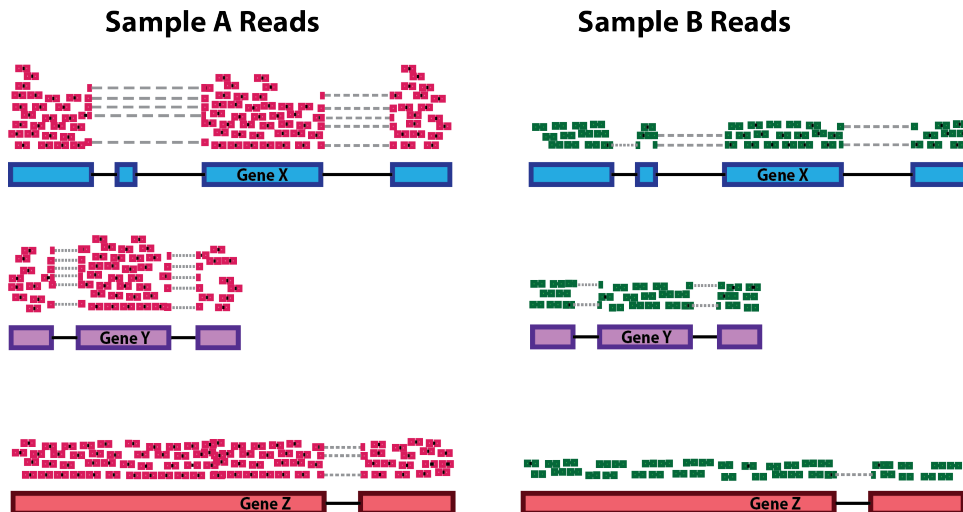 Sample A Reads
Sample B Reads
Gene X
Gene X
Gene Y
Gene Y
Gene Z
Gene Z